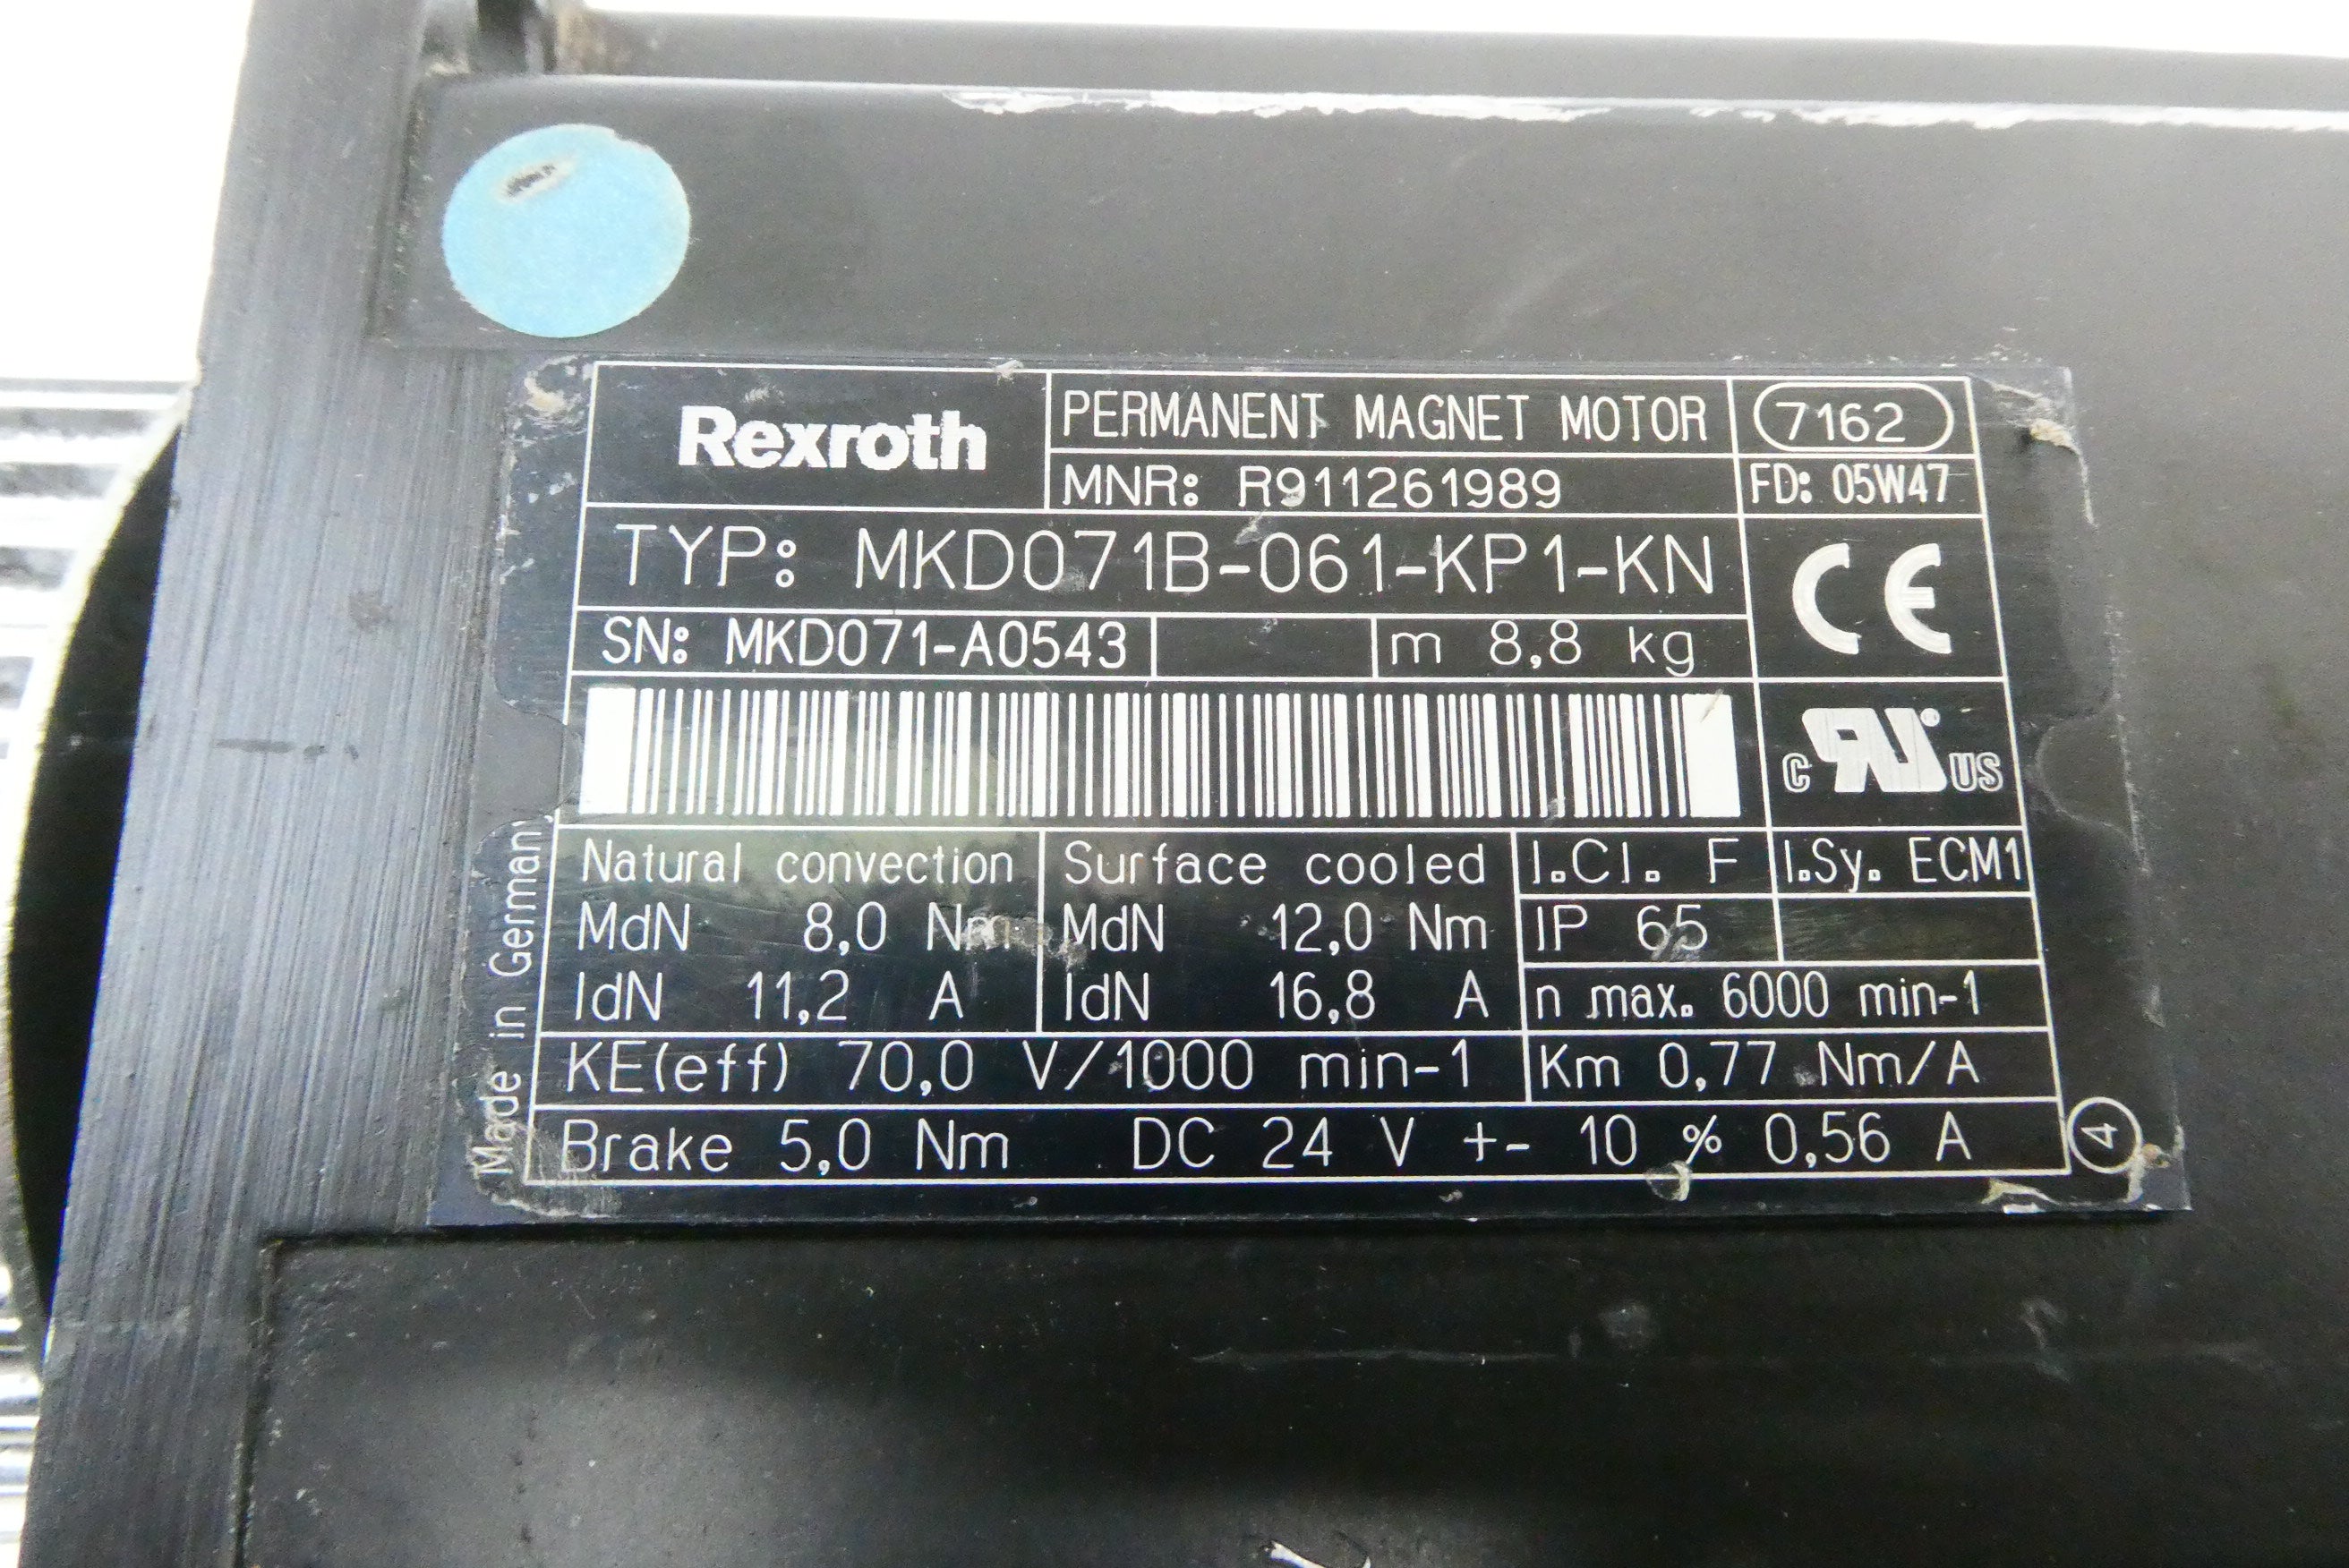 Rexroth
PERMANENT MAGNET MOTOR
7162
MNR: R911261989
FD: 05W47
TYP: MKD071B-061-KP1-KN
CE
SN: MKD071-A0543
m 8,8 kg
c RU ® US
Natural convection
Surface cooled
I.Cl. F
I.Sy. ECM1
MdN 8,0 Nm
MdN 12,0 Nm
IP 65
IdN 11,2 A
IdN 16,8 A
n max. 6000 min-1
KE(eff) 70,0 V/1000 min-1
Km 0,77 Nm/A
Brake 5,0 Nm DC 24 V +- 10 % 0,56 A
4
Made in Germany